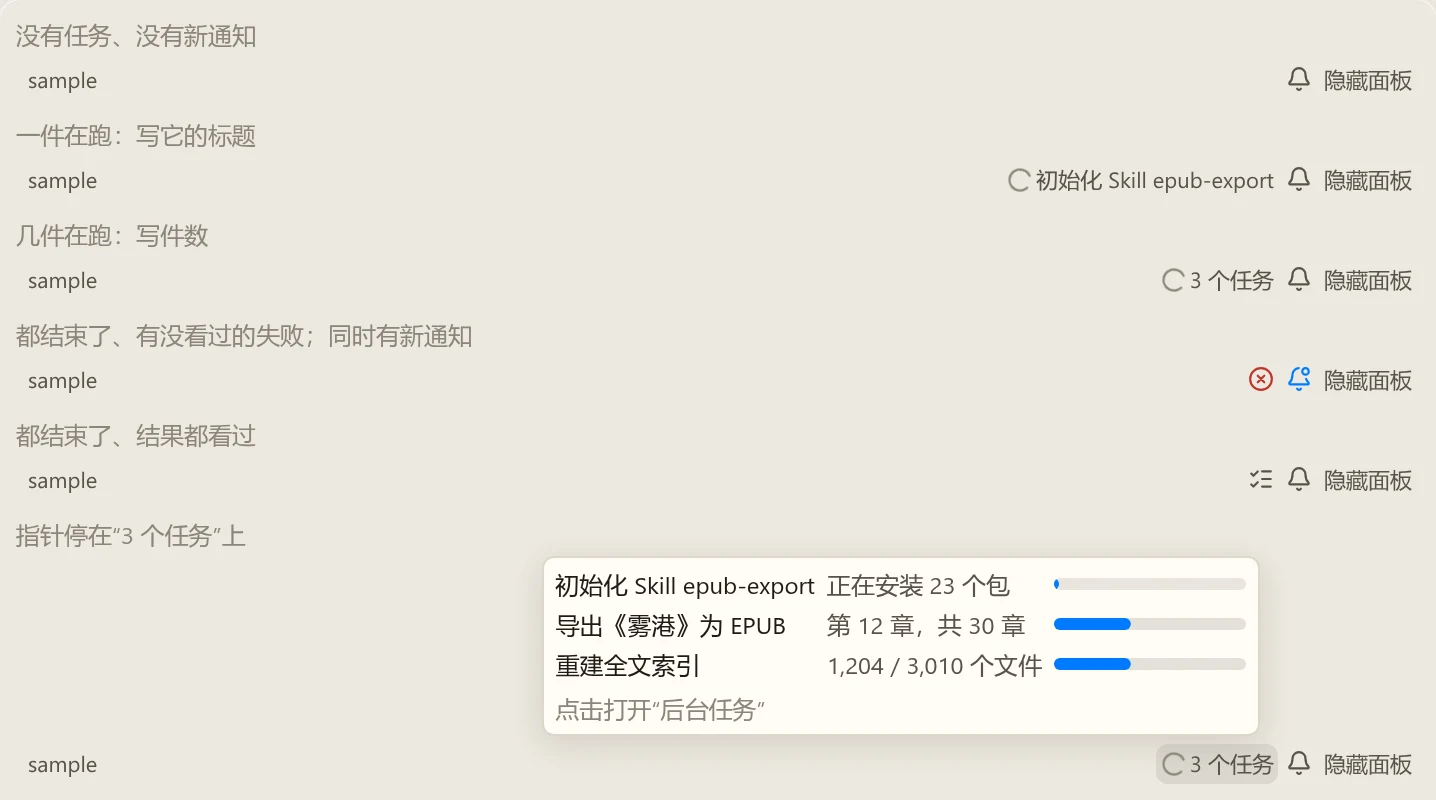 没有任务、没有新通知
sample 隐藏面板
一件在跑：写它的标题
sample 初始化 Skill epub-export 隐藏面板
几件在跑：写件数
sample 3 个任务 隐藏面板
都结束了、有没看过的失败；同时有新通知
sample 隐藏面板
都结束了、结果都看过
sample 隐藏面板
指针停在“3 个任务”上
初始化 Skill epub-export 正在安装 23 个包
导出《雾港》为 EPUB 第 12 章，共 30 章
重建全文索引 1,204 / 3,010 个文件
点击打开“后台任务”
sample 3 个任务 隐藏面板